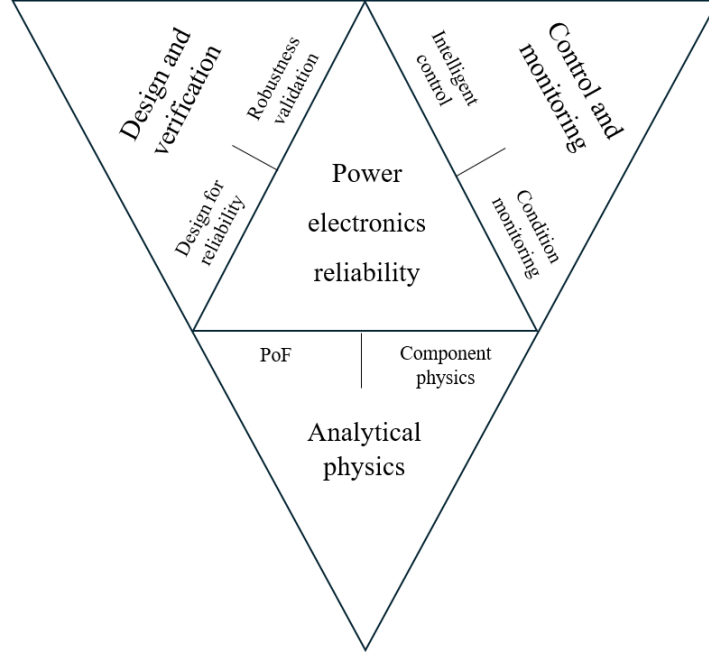 Design and
verification
Robustness
validation
Design for
reliability
Intelligent
control
Control and
monitoring
Condition
monitoring
Power
electronics
reliability
PoF
Component
physics
Analytical
physics